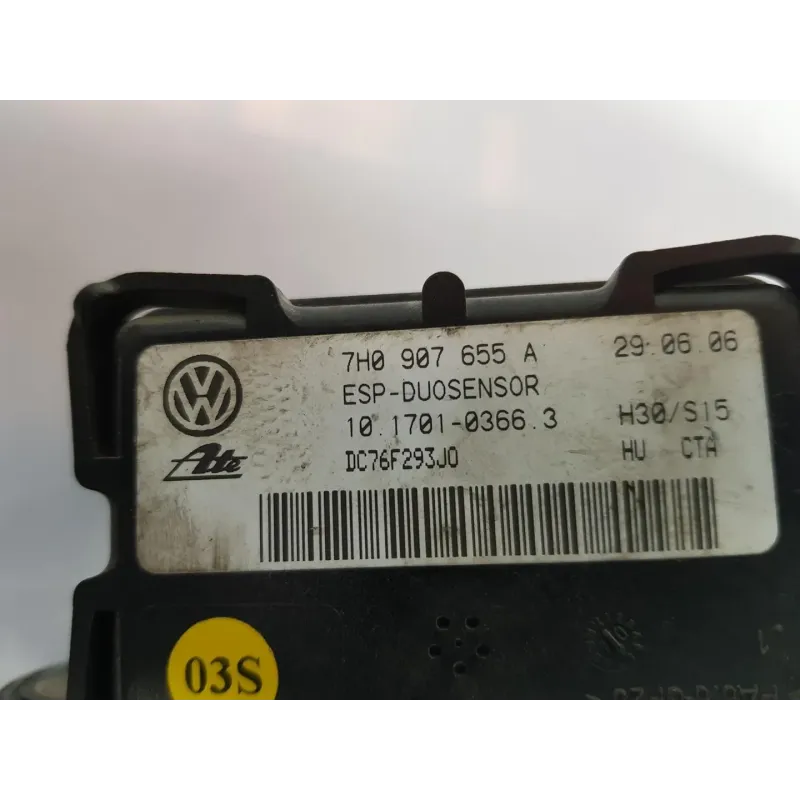 7H0 907 655 A 29.06.06
ESP-DUOSENSOR
10.1701-0366.3 H30/S15
Ate DC76F293J0 HU CTA
03S